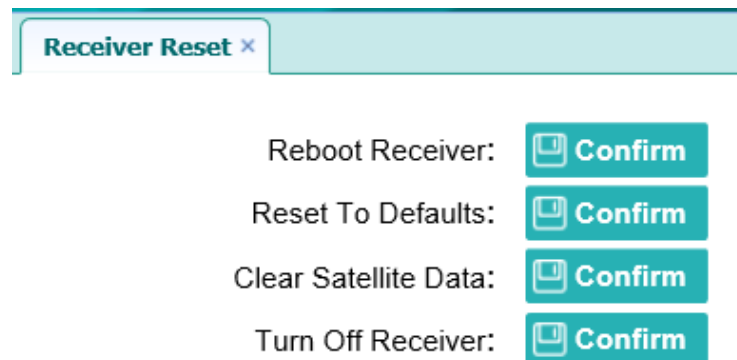 Receiver Reset ×
Reboot Receiver: Confirm
Reset To Defaults: Confirm
Clear Satellite Data: Confirm
Turn Off Receiver: Confirm